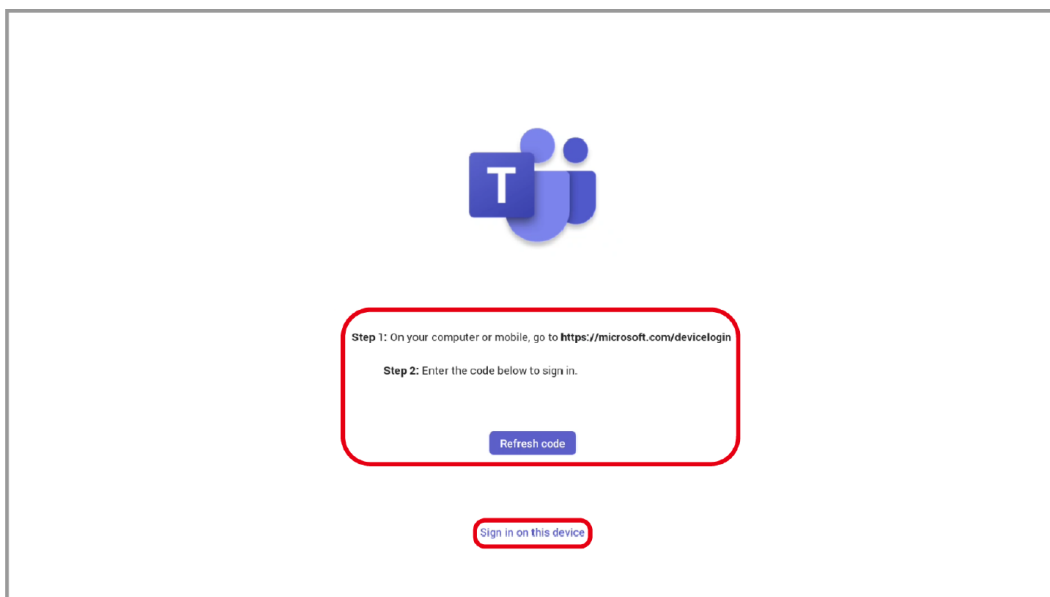 T
Step 1: On your computer or mobile, go to https://microsoft.com/devicelogin
Step 2: Enter the code below to sign in.
Refresh code
Sign in on this device